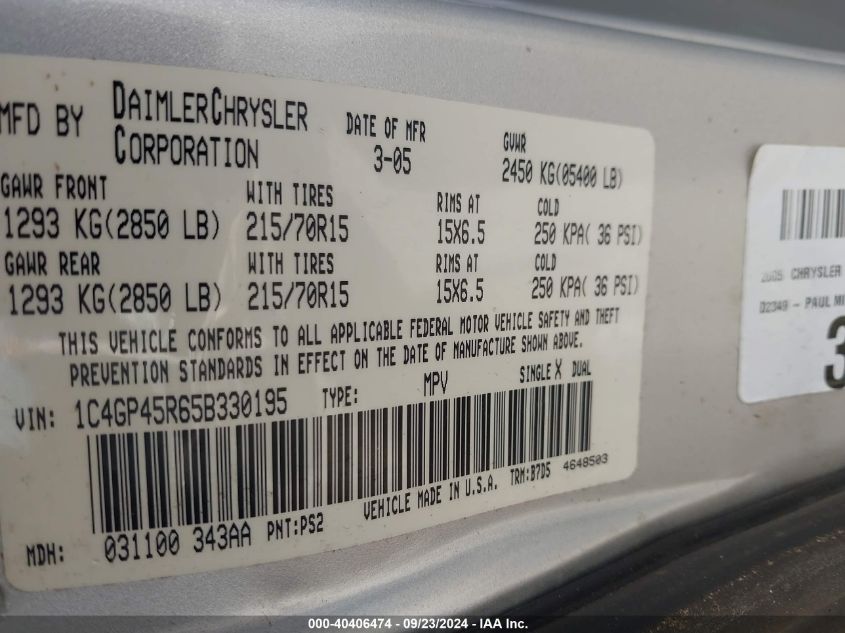 MFD BY DAIMLERCHRYSLER CORPORATION
DATE OF MFR 3-05
GVWR 2450 KG(05400 LB)
GAWR FRONT WITH TIRES RIMS AT COLD
1293 KG(2850 LB) 215/70R15 15X6.5 250 KPA( 36 PSI)
GAWR REAR WITH TIRES RIMS AT COLD
1293 KG(2850 LB) 215/70R15 15X6.5 250 KPA( 36 PSI)
THIS VEHICLE CONFORMS TO ALL APPLICABLE FEDERAL MOTOR VEHICLE SAFETY AND THEFT
PREVENTION STANDARDS IN EFFECT ON THE DATE OF MANUFACTURE SHOWN ABOVE.
VIN: 1C4GP45R65B330195 TYPE: MPV SINGLE X DUAL
VEHICLE MADE IN U.S.A. TRM:B7D5 4648503
MDH: 031100 343AA PNT:PS2
2005 CHRYSLER
D2349 - PAUL
3
000-40406474 - 09/23/2024 - IAA Inc.